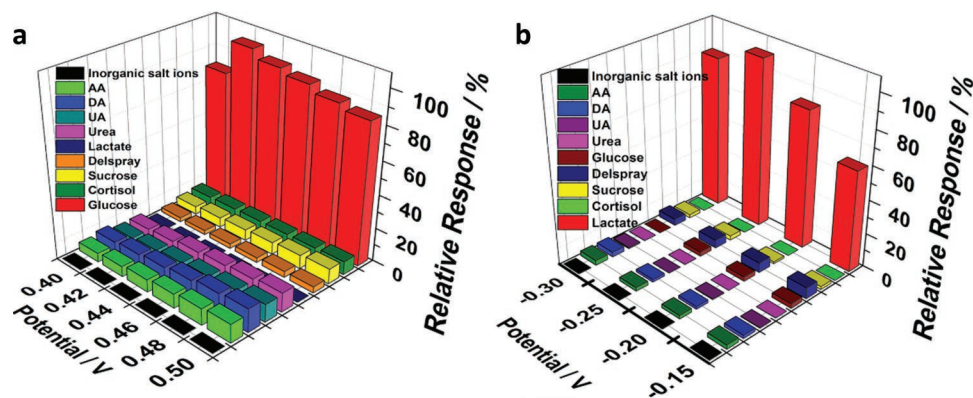 a
Inorganic salt ions
AA
DA
UA
Urea
Lactate
Delspray
Sucrose
Cortisol
Glucose
100
80
60
40
20
0
Relative Response / %
0.40
0.42
0.44
0.46
0.48
0.50
Potential / V
b
Inorganic salt ions
AA
DA
UA
Urea
Glucose
Delspray
Sucrose
Cortisol
Lactate
100
80
60
40
20
0
Relative Response / %
-0.30
-0.25
-0.20
-0.15
Potential / V